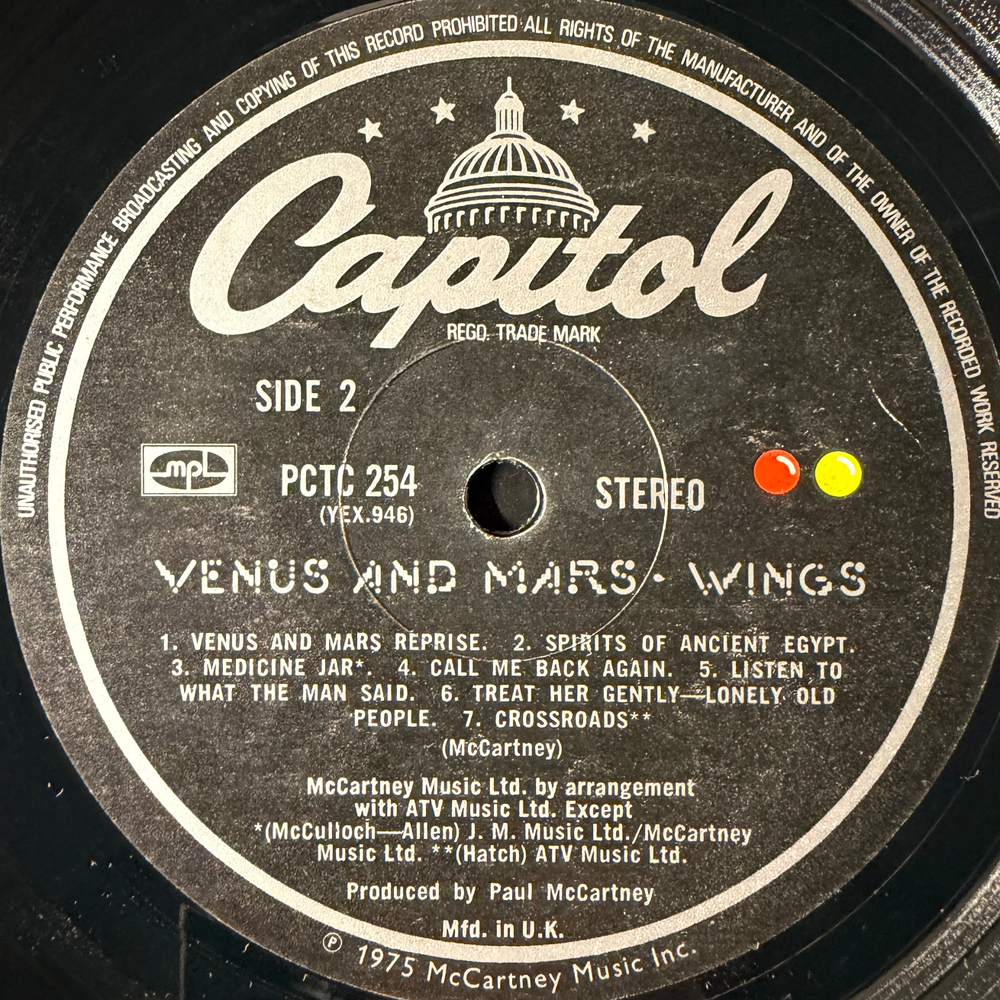 UNAUTHORISED PUBLIC PERFORMANCE BROADCASTING AND COPYING OF THIS RECORD PROHIBITED·ALL RIGHTS OF THE MANUFACTURER AND OF THE OWNER OF THE RECORDED WORK RESERVED
Capitol
REGD. TRADE MARK
SIDE 2
mpl
PCTC 254
STEREO
(YEX.946)
VENUS AND MARS · WINGS
1. VENUS AND MARS REPRISE. 2. SPIRITS OF ANCIENT EGYPT.
3. MEDICINE JAR*. 4. CALL ME BACK AGAIN. 5. LISTEN TO
WHAT THE MAN SAID. 6. TREAT HER GENTLY—LONELY OLD
PEOPLE. 7. CROSSROADS**
(McCartney)
McCartney Music Ltd. by arrangement
with ATV Music Ltd. Except
*(McCulloch—Allen) J. M. Music Ltd./McCartney
Music Ltd. **(Hatch) ATV Music Ltd.
Produced by Paul McCartney
Mfd. in U.K.
℗ 1975 McCartney Music Inc.